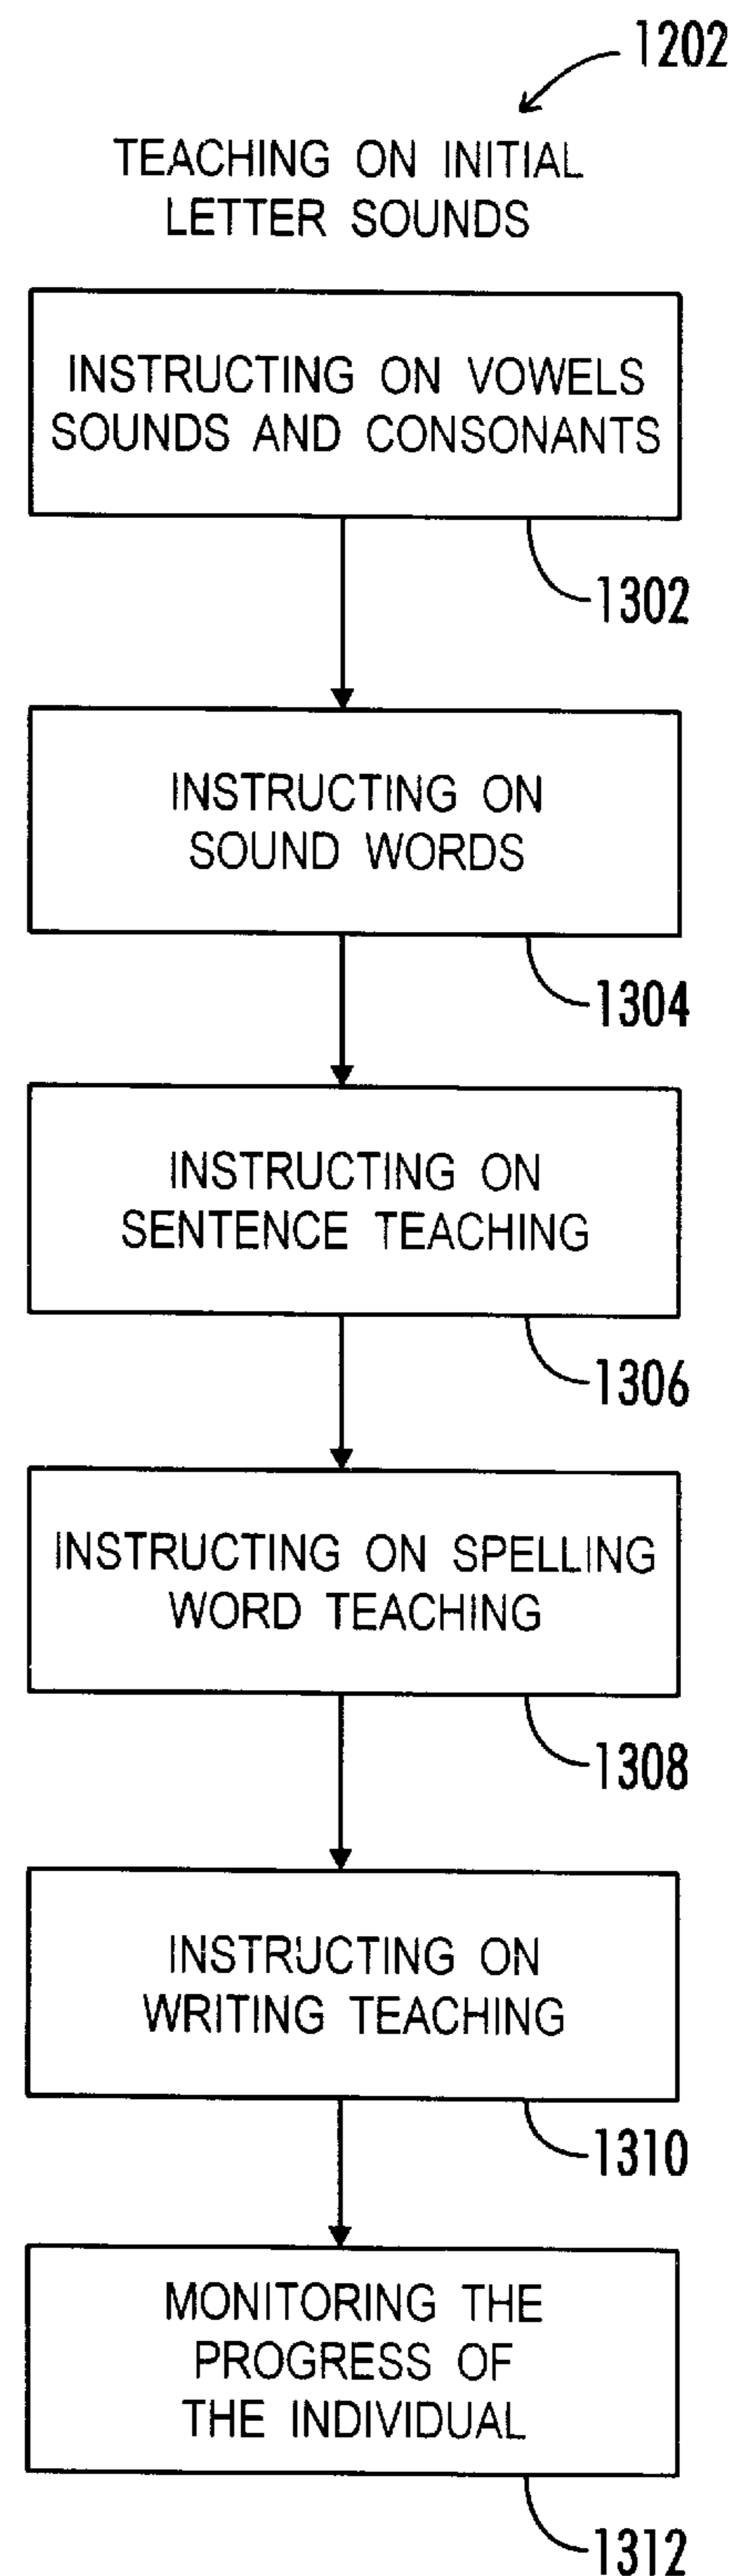 1202
TEACHING ON INITIAL
LETTER SOUNDS
INSTRUCTING ON VOWELS
SOUNDS AND CONSONANTS
1302
INSTRUCTING ON
SOUND WORDS
1304
INSTRUCTING ON
SENTENCE TEACHING
1306
INSTRUCTING ON SPELLING
WORD TEACHING
1308
INSTRUCTING ON
WRITING TEACHING
1310
MONITORING THE
PROGRESS OF
THE INDIVIDUAL
1312